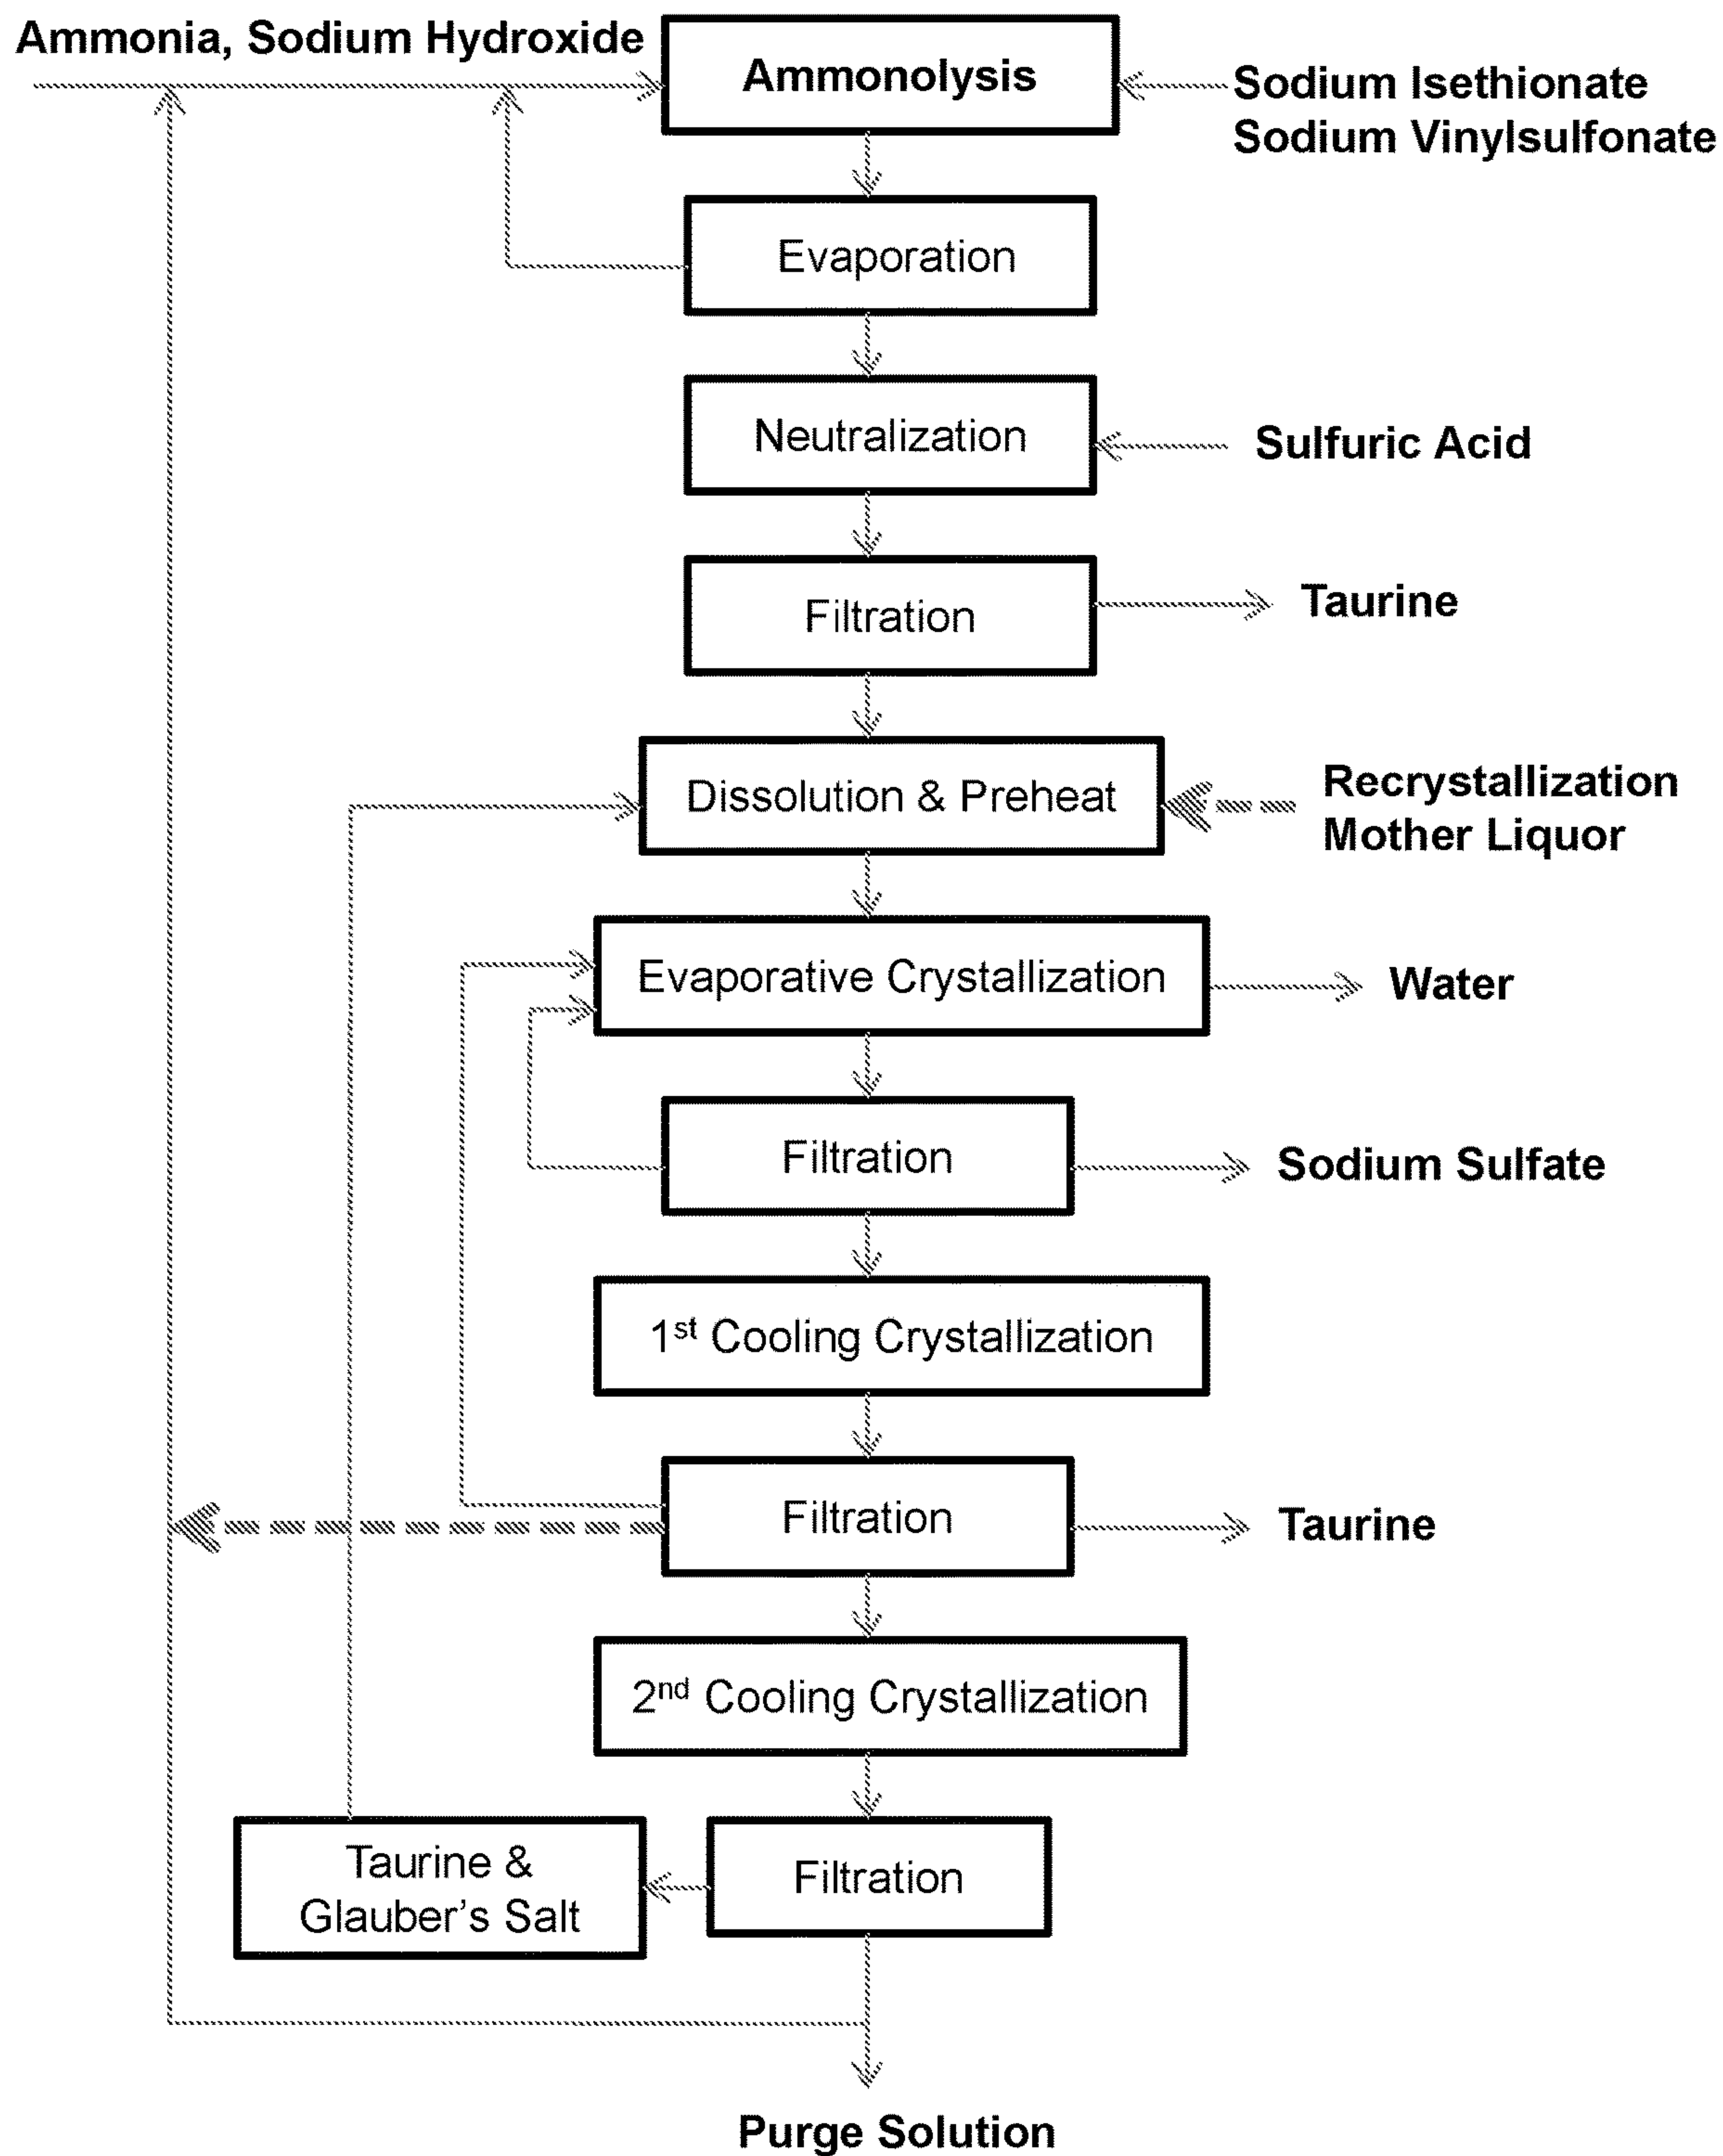 Ammonia, Sodium Hydroxide
Ammonolysis
Sodium Isethionate
Sodium Vinylsulfonate
Evaporation
Neutralization
Sulfuric Acid
Filtration
Taurine
Dissolution & Preheat
Recrystallization
Mother Liquor
Evaporative Crystallization
Water
Filtration
Sodium Sulfate
1st Cooling Crystallization
Filtration
Taurine
2nd Cooling Crystallization
Taurine &
Glauber's Salt
Filtration
Purge Solution